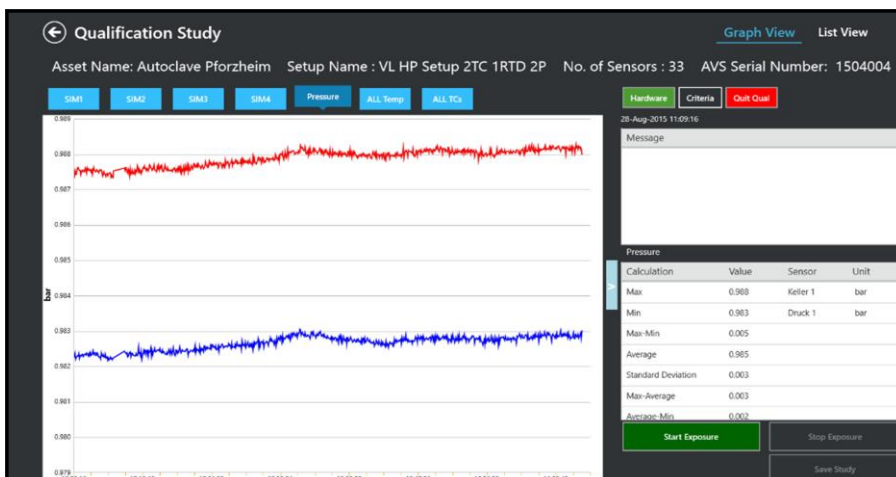 Qualification Study
Graph View List View
Asset Name: Autoclave Pforzheim Setup Name : VL HP Setup 2TC 1RTD 2P No. of Sensors : 33 AVS Serial Number: 1504004
SIM1 SIM2 SIM3 SIM4 Pressure ALL Temp ALL TCs
Hardware Criteria Quit Qual
28-Aug-2015 11:09:16
Message
0.989
0.988
0.987
0.986
0.985
0.984
0.983
0.982
0.981
0.980
0.979
bar
>
Pressure
Calculation Value Sensor Unit
Max 0.988 Keller 1 bar
Min 0.983 Druck 1 bar
Max-Min 0.005
Average 0.985
Standard Deviation 0.003
Max-Average 0.003
Average-Min 0.002
Start Exposure Stop Exposure
Save Study